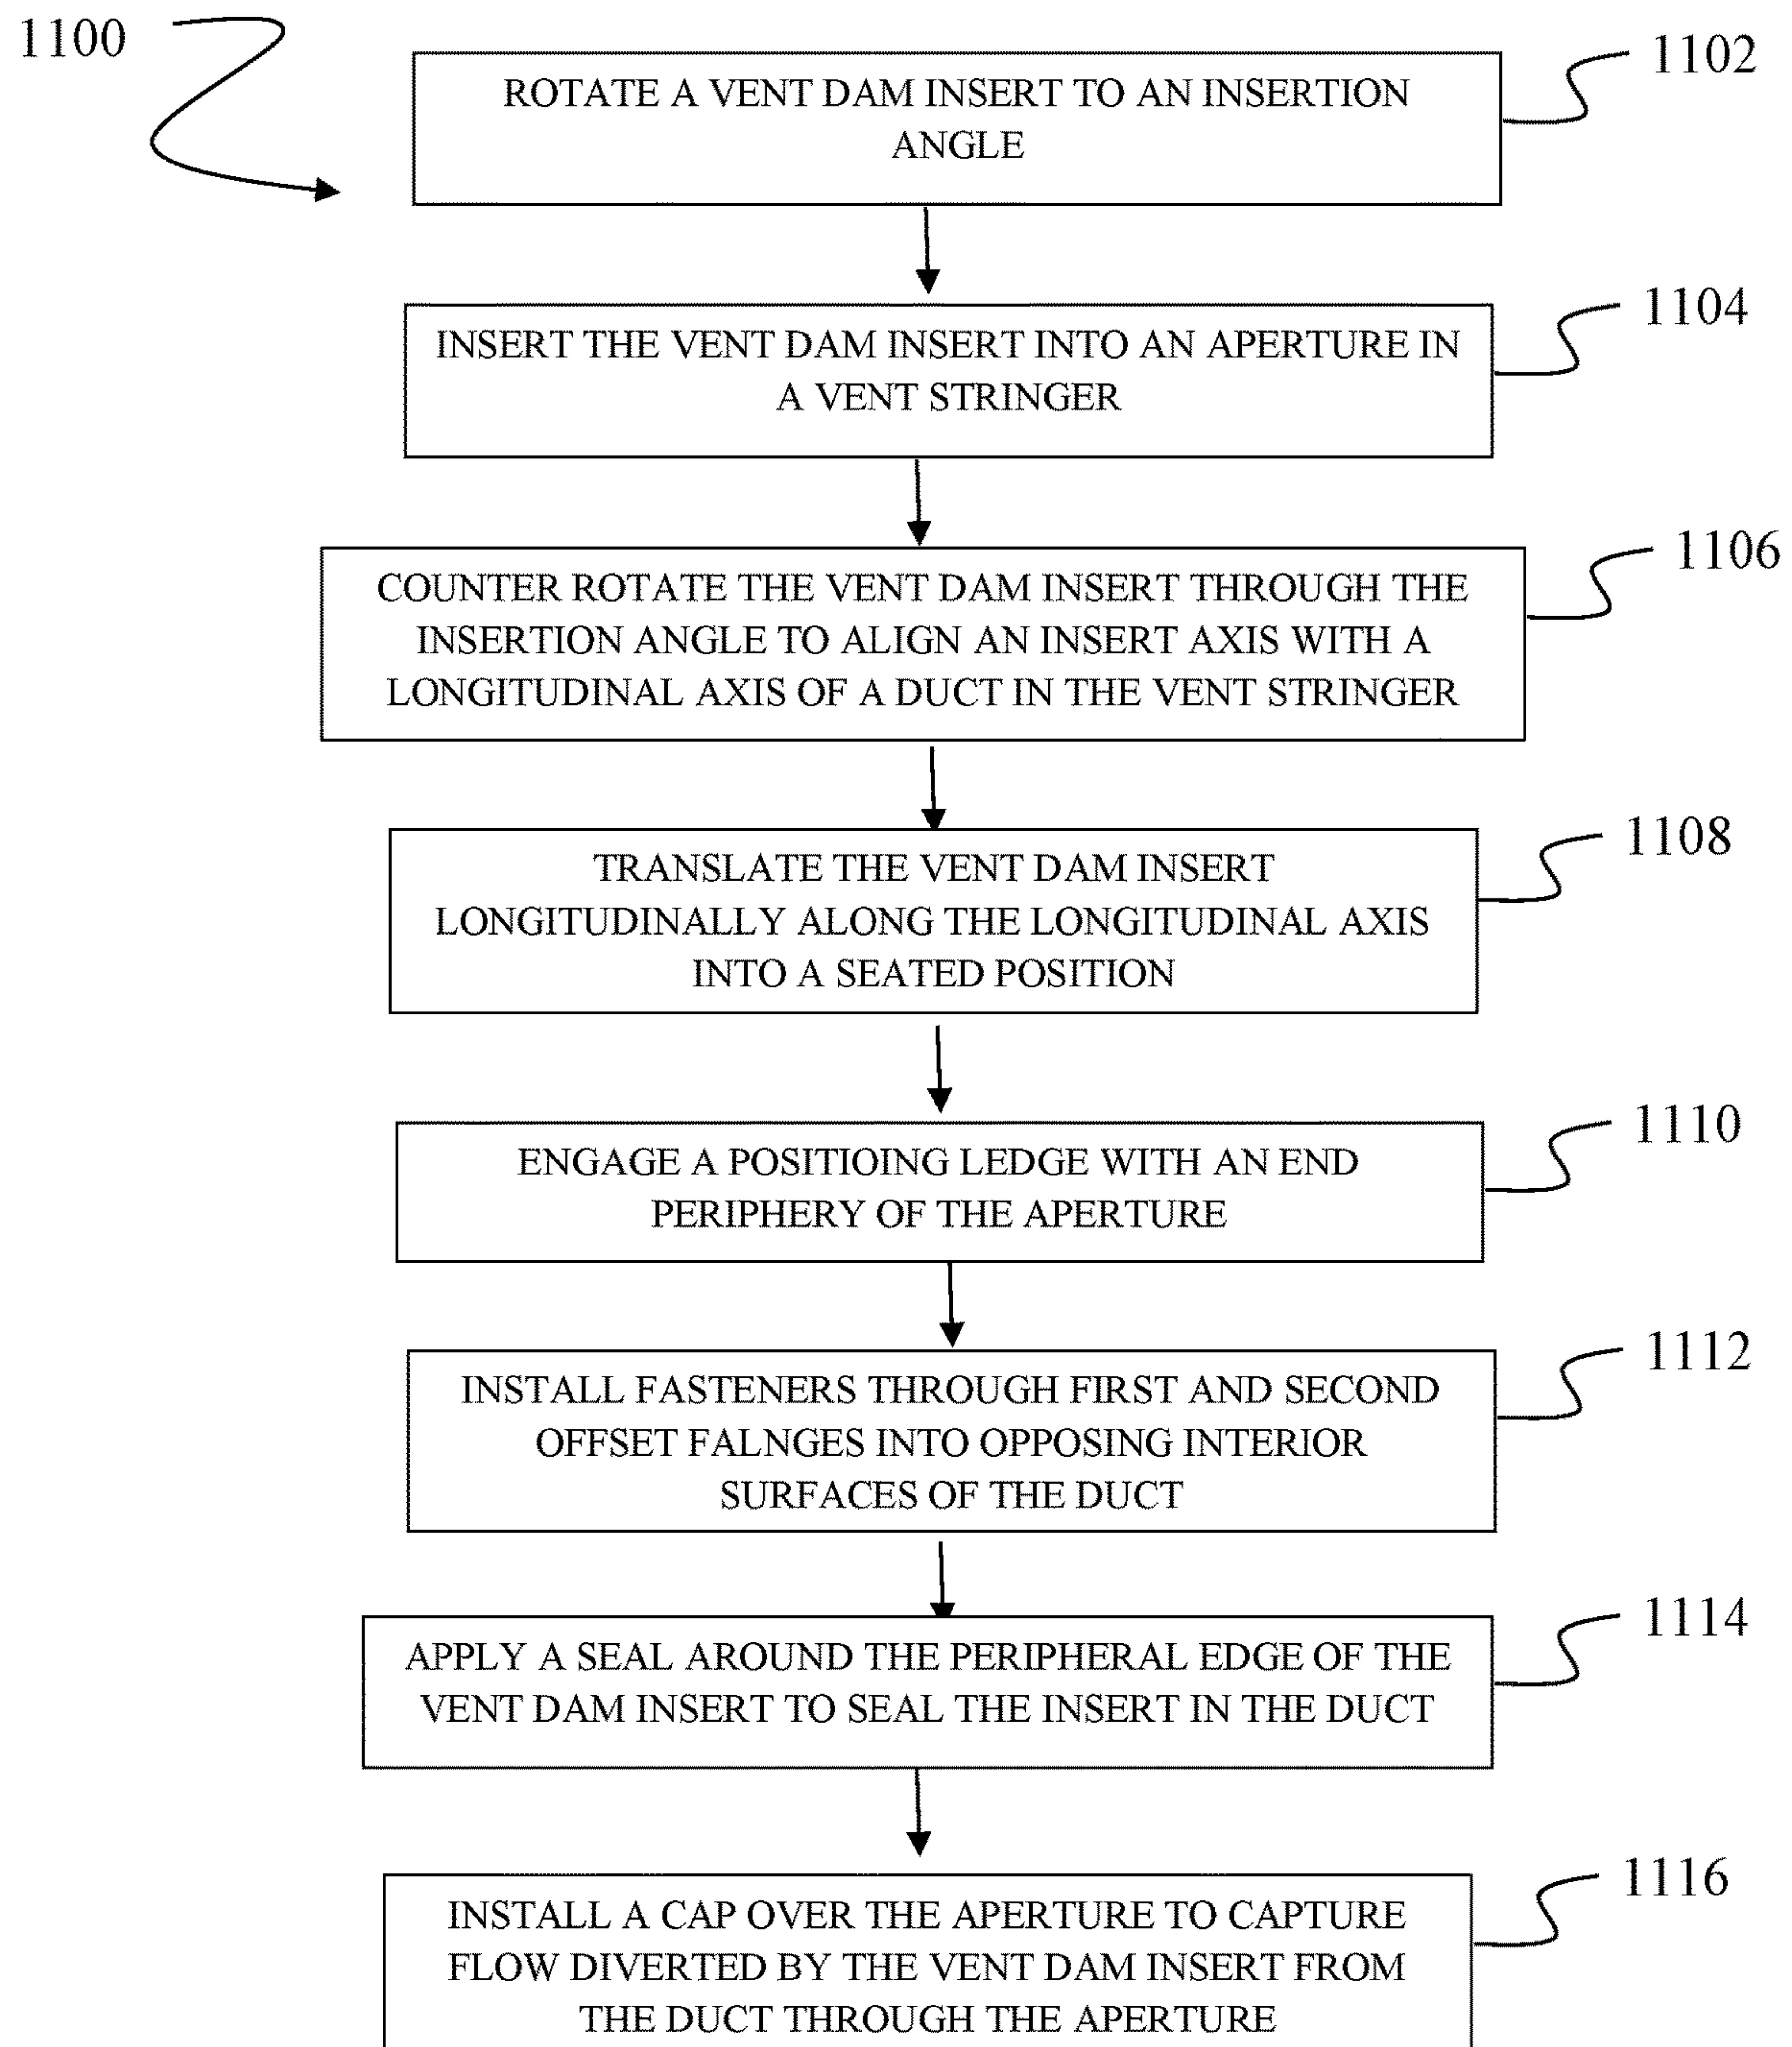 1100
1102
ROTATE A VENT DAM INSERT TO AN INSERTION
ANGLE
1104
INSERT THE VENT DAM INSERT INTO AN APERTURE IN
A VENT STRINGER
1106
COUNTER ROTATE THE VENT DAM INSERT THROUGH THE
INSERTION ANGLE TO ALIGN AN INSERT AXIS WITH A
LONGITUDINAL AXIS OF A DUCT IN THE VENT STRINGER
1108
TRANSLATE THE VENT DAM INSERT
LONGITUDINALLY ALONG THE LONGITUDINAL AXIS
INTO A SEATED POSITION
1110
ENGAGE A POSITIOING LEDGE WITH AN END
PERIPHERY OF THE APERTURE
1112
INSTALL FASTENERS THROUGH FIRST AND SECOND
OFFSET FALNGES INTO OPPOSING INTERIOR
SURFACES OF THE DUCT
1114
APPLY A SEAL AROUND THE PERIPHERAL EDGE OF THE
VENT DAM INSERT TO SEAL THE INSERT IN THE DUCT
1116
INSTALL A CAP OVER THE APERTURE TO CAPTURE
FLOW DIVERTED BY THE VENT DAM INSERT FROM
THE DUCT THROUGH THE APERTURE